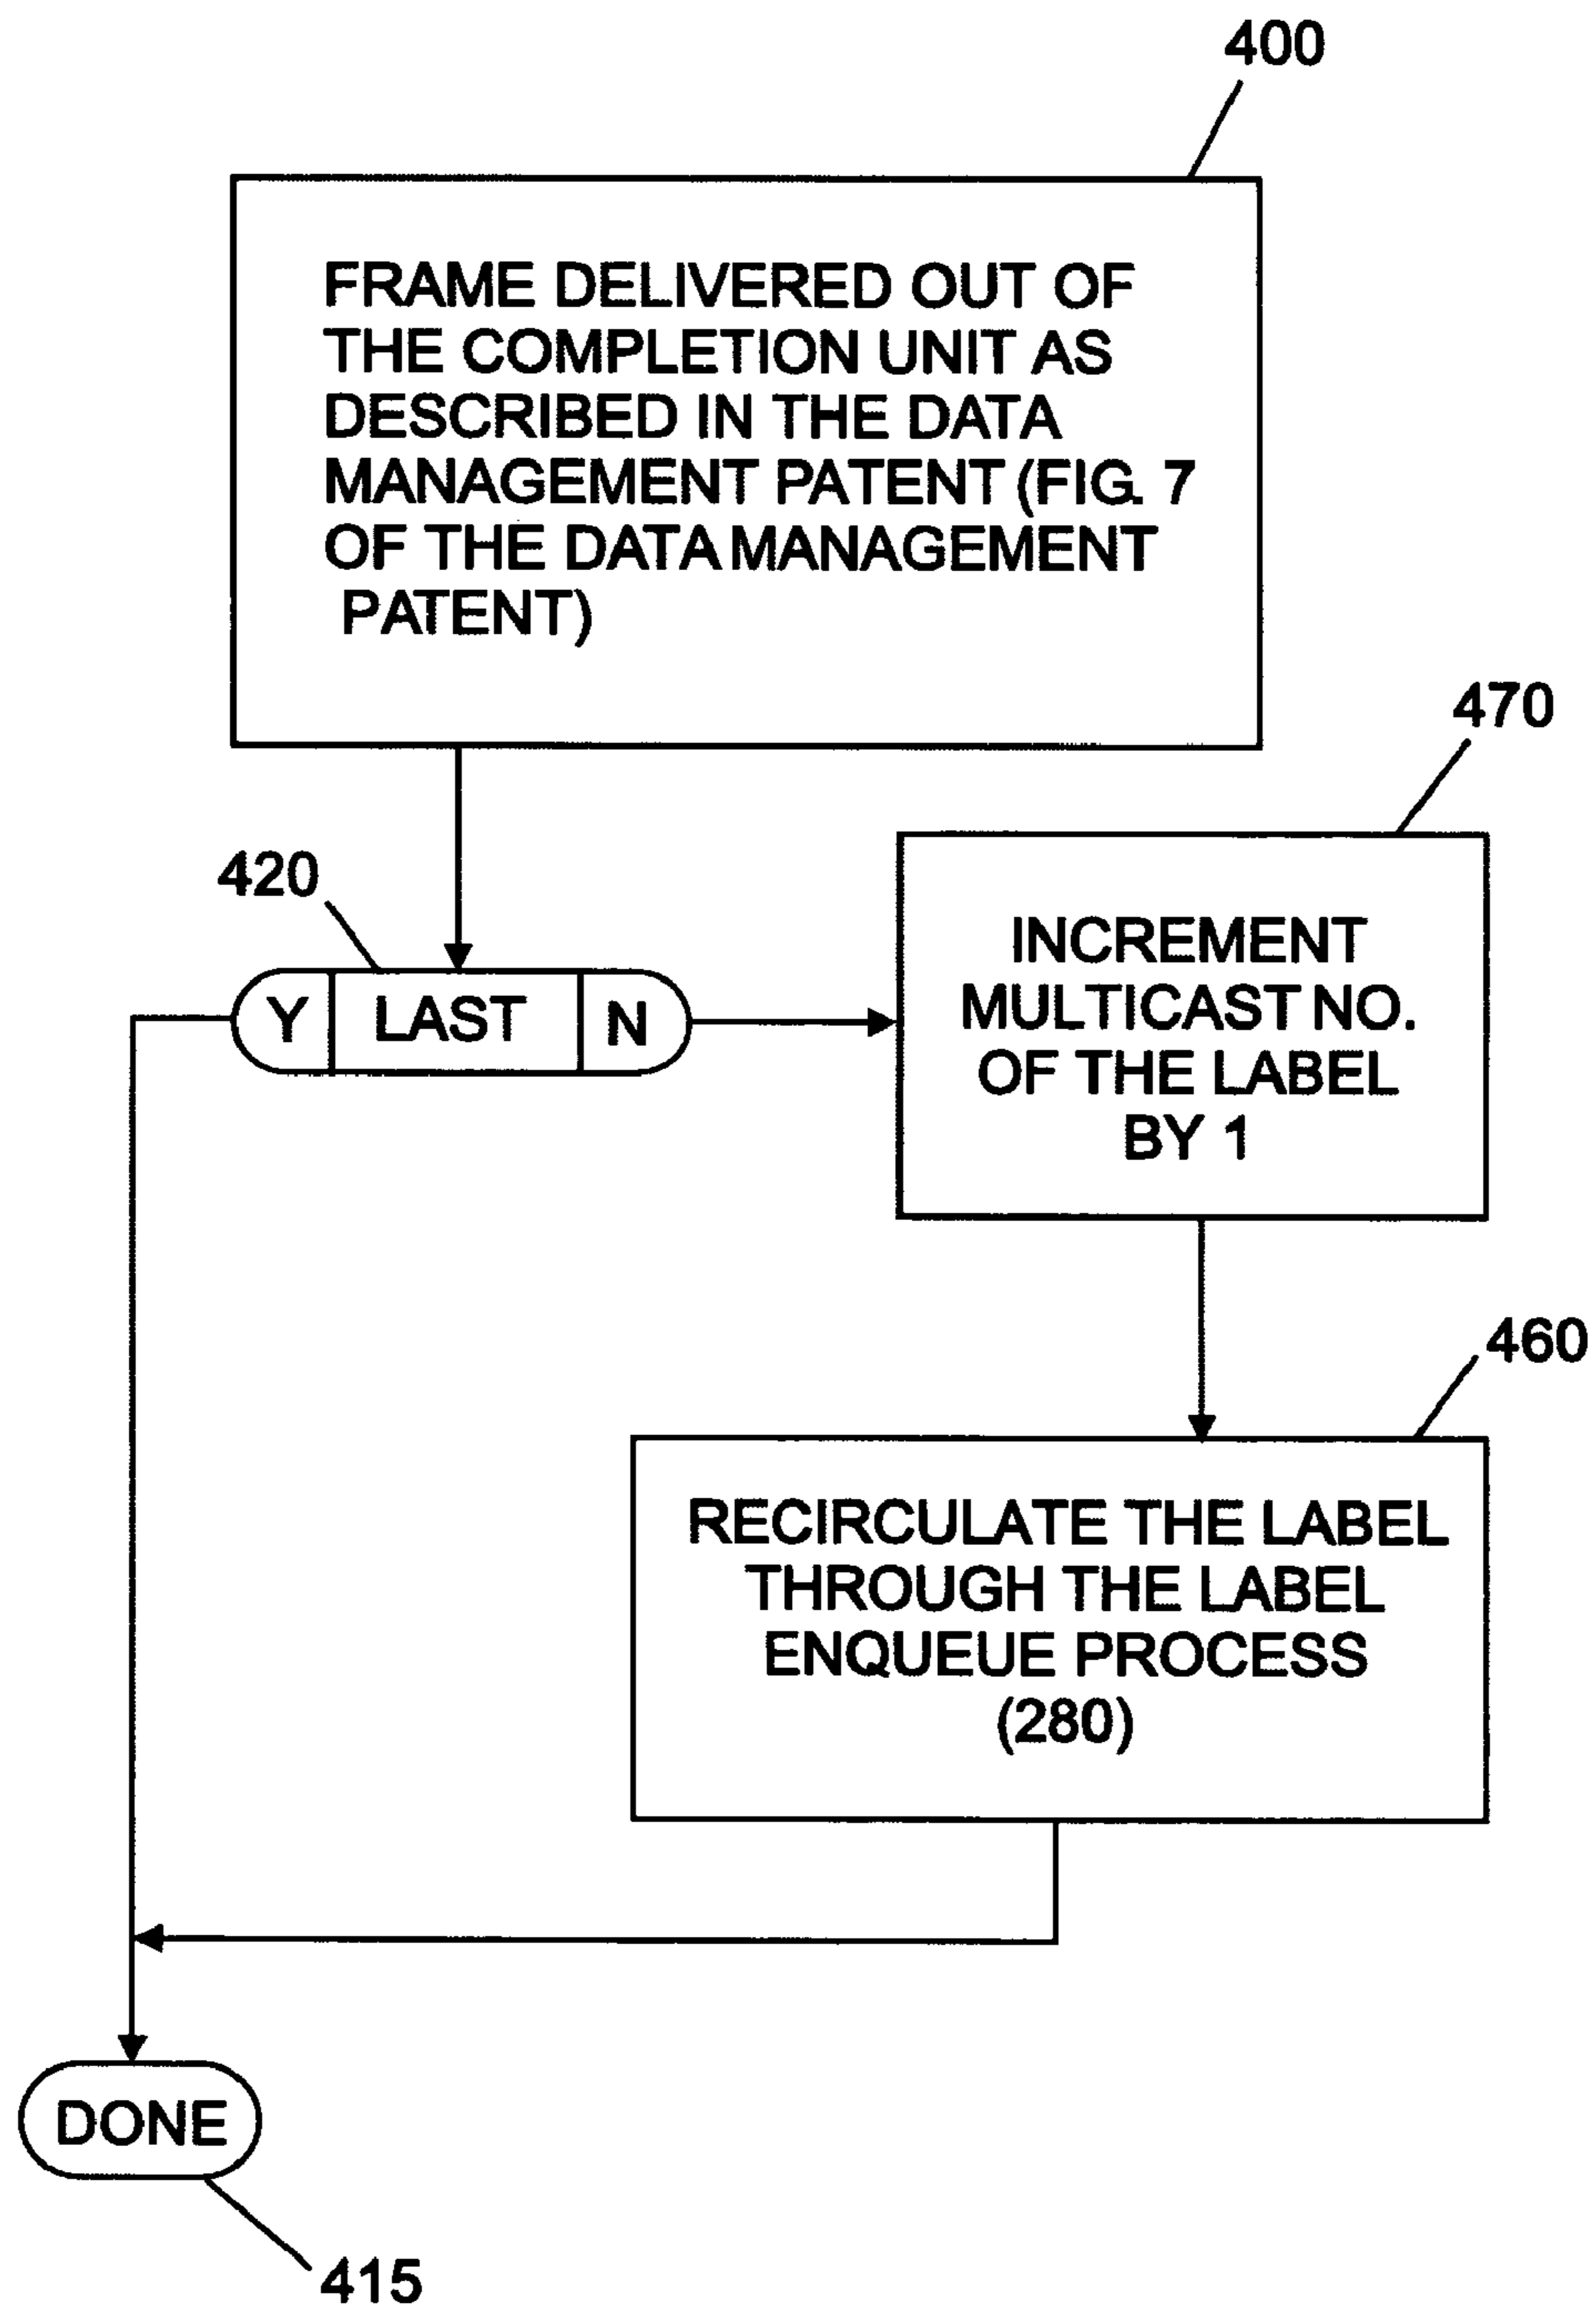 400
FRAME DELIVERED OUT OF
THE COMPLETION UNIT AS
DESCRIBED IN THE DATA
MANAGEMENT PATENT (FIG. 7
OF THE DATA MANAGEMENT
PATENT)
470
420
Y LAST N
INCREMENT
MULTICAST NO.
OF THE LABEL
BY 1
460
RECIRCULATE THE LABEL
THROUGH THE LABEL
ENQUEUE PROCESS
(280)
DONE
415